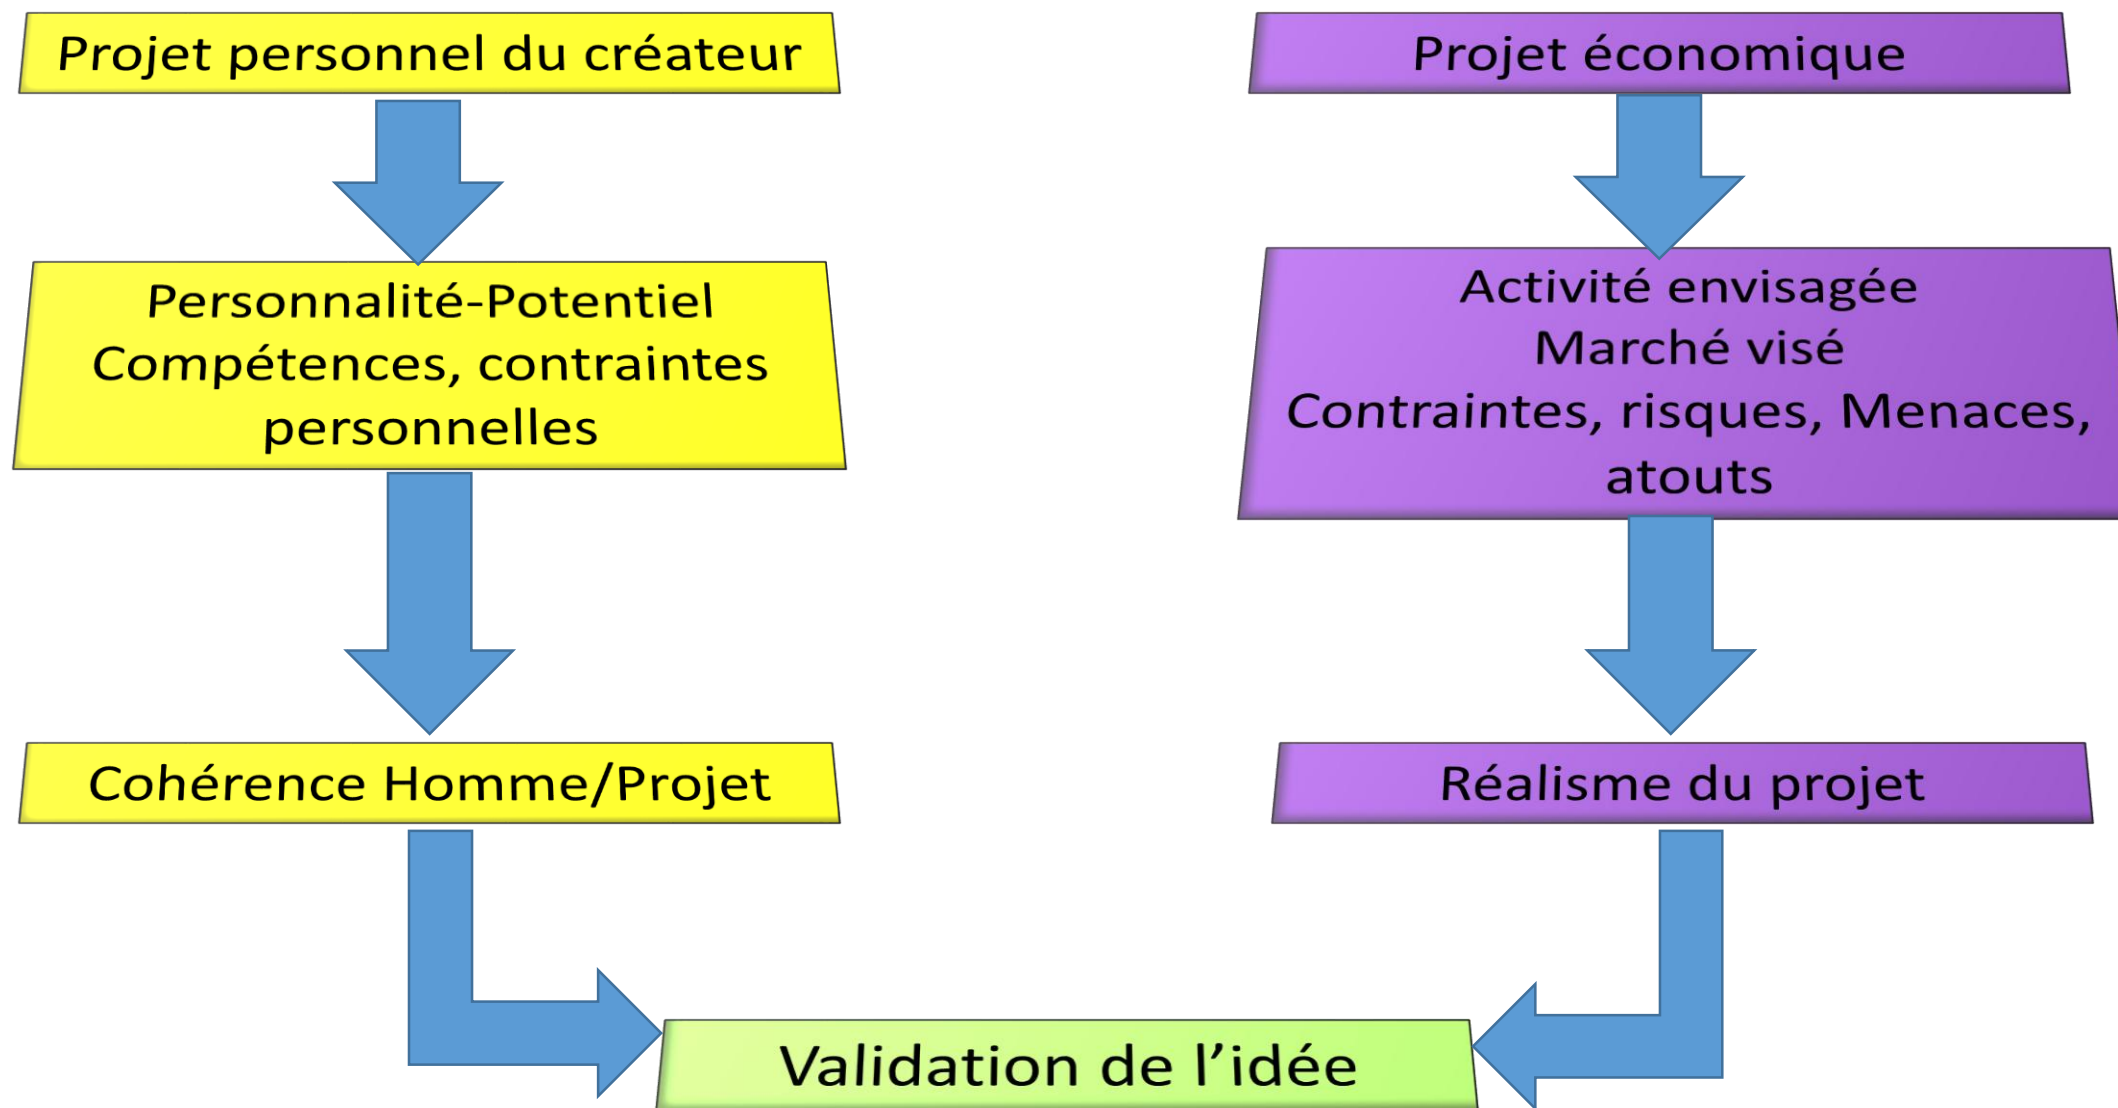 Projet personnel du créateur
Projet économique
Personnalité-Potentiel
Compétences, contraintes
personnelles
Activité envisagée
Marché visé
Contraintes, risques, Menaces,
atouts
Cohérence Homme/Projet
Réalisme du projet
Validation de l’idée